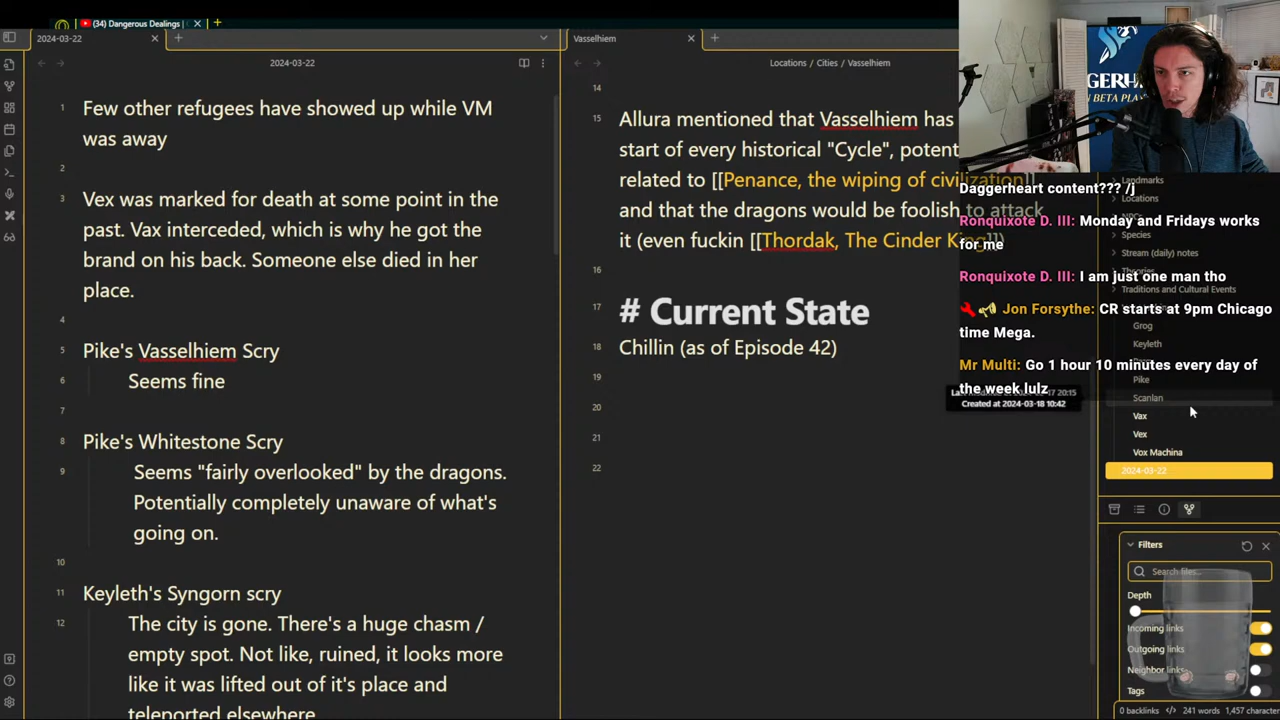 (34) Dangerous Dealings |
2024-03-22
Vasselhiem
2024-03-22
Locations / Cities / Vasselhiem
1
Few other refugees have showed up while VM
was away
2
3
Vex was marked for death at some point in the
past. Vax interceded, which is why he got the
brand on his back. Someone else died in her
place.
4
5
Pike's Vasselhiem Scry
6
Seems fine
7
8
Pike's Whitestone Scry
9
Seems "fairly overlooked" by the dragons.
Potentially completely unaware of what's
going on.
10
11
Keyleth's Syngorn scry
12
The city is gone. There's a huge chasm /
empty spot. Not like, ruined, it looks more
like it was lifted out of it's place and
teleported elsewhere
14
15
Allura mentioned that Vasselhiem has
start of every historical "Cycle", potent
related to [[Penance, the wiping of civilization]]
and that the dragons would be foolish to attack
it (even fuckin [[Thordak, The Cinder King]])
16
17
# Current State
18
Chillin (as of Episode 42)
19
20
21
22
BETA PLA
Daggerheart content??? /j
Ronquixote D. III: Monday and Fridays works
for me
Ronquixote D. III: I am just one man tho
Jon Forsythe: CR starts at 9pm Chicago
time Mega.
Mr Multi: Go 1 hour 10 minutes every day of
the week lulz
Landmarks
Locations
Species
Stream (daily) notes
Traditions and Cultural Events
Grog
Keyleth
Pike
Scanlan
Vax
Vex
Vox Machina
2024-03-22
20:15
Created at 2024-03-18 10:42
Filters
Search files...
Depth
Incoming links
Outgoing links
Neighbor links
Tags
0 backlinks
241 words
1,457 character